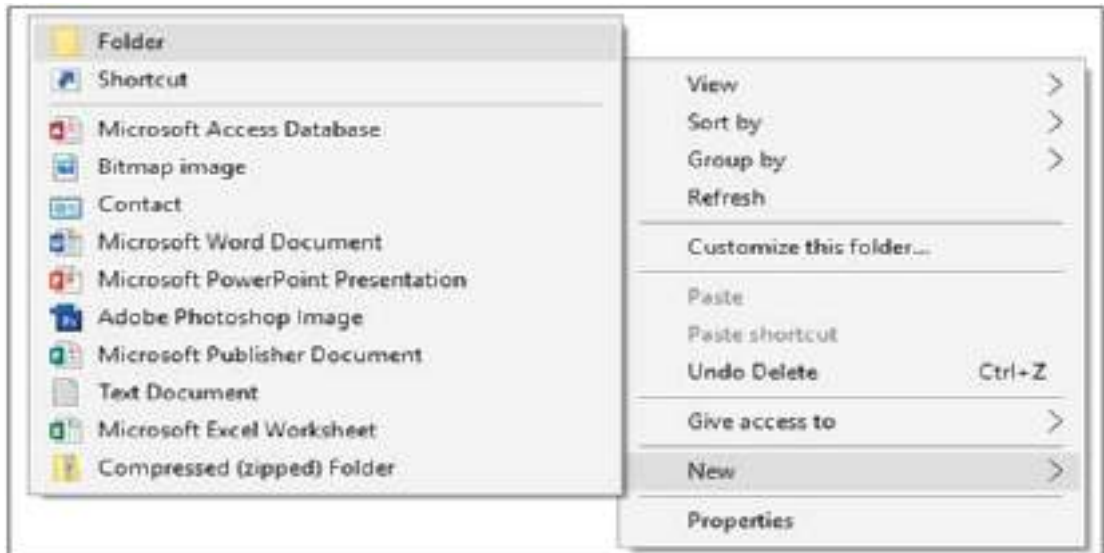 Folder
Shortcut
Microsoft Access Database
Bitmap image
Contact
Microsoft Word Document
Microsoft PowerPoint Presentation
Adobe Photoshop Image
Microsoft Publisher Document
Text Document
Microsoft Excel Worksheet
Compressed (zipped) Folder
View
Sort by
Group by
Refresh
Customize this folder...
Paste
Paste shortcut
Undo Delete Ctrl+Z
Give access to
New
Properties